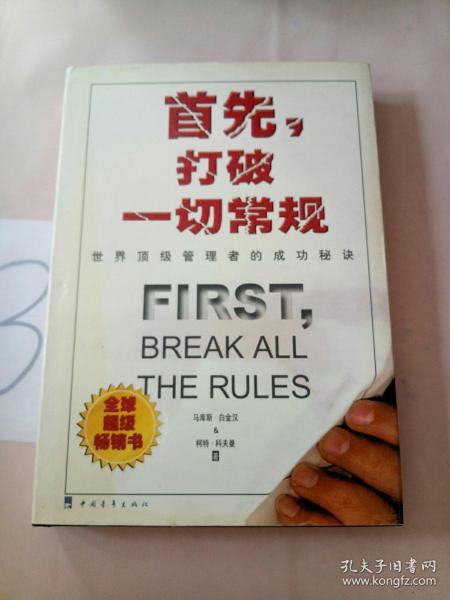 首先，
打破
一切常规
世界顶级管理者的成功秘诀
FIRST,
BREAK ALL
THE RULES
马库斯·白金汉
&
柯特·科夫曼
著
全球
超级
畅销书
中国青年出版社
3
孔夫子旧书网
www.kongfz.com